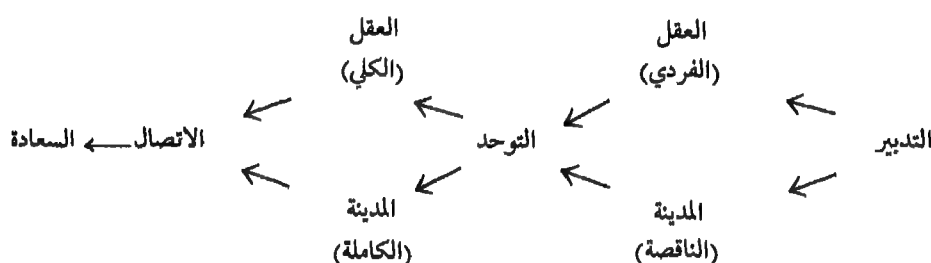 العقل
(الفردي)
العقل
(الكلي)
التدبير
التوحد
الاتصال
السعادة
المدينة
(الناقصة)
المدينة
(الكاملة)